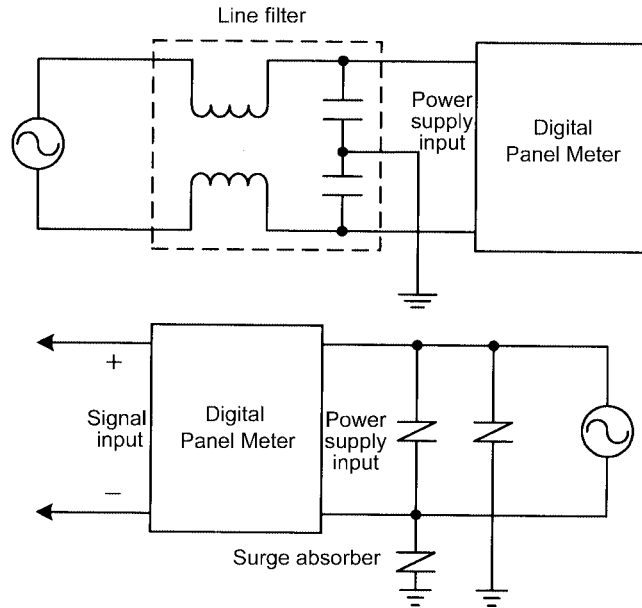 Line filter
Power
supply
input
Digital
Panel Meter
+
Signal
input
−
Digital
Panel Meter
Power
supply
input
Surge absorber